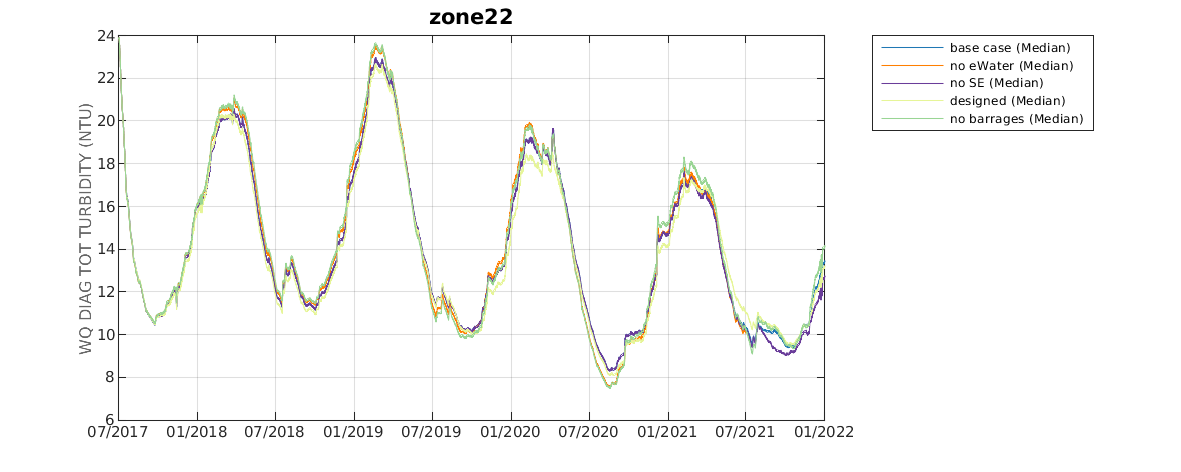 zone22
WQ DIAG TOT TURBIDITY (NTU)
24
22
20
18
16
14
12
10
8
6
07/2017 01/2018 07/2018 01/2019 07/2019 01/2020 07/2020 01/2021 07/2021 01/2022
base case (Median)
no eWater (Median)
no SE (Median)
designed (Median)
no barrages (Median)